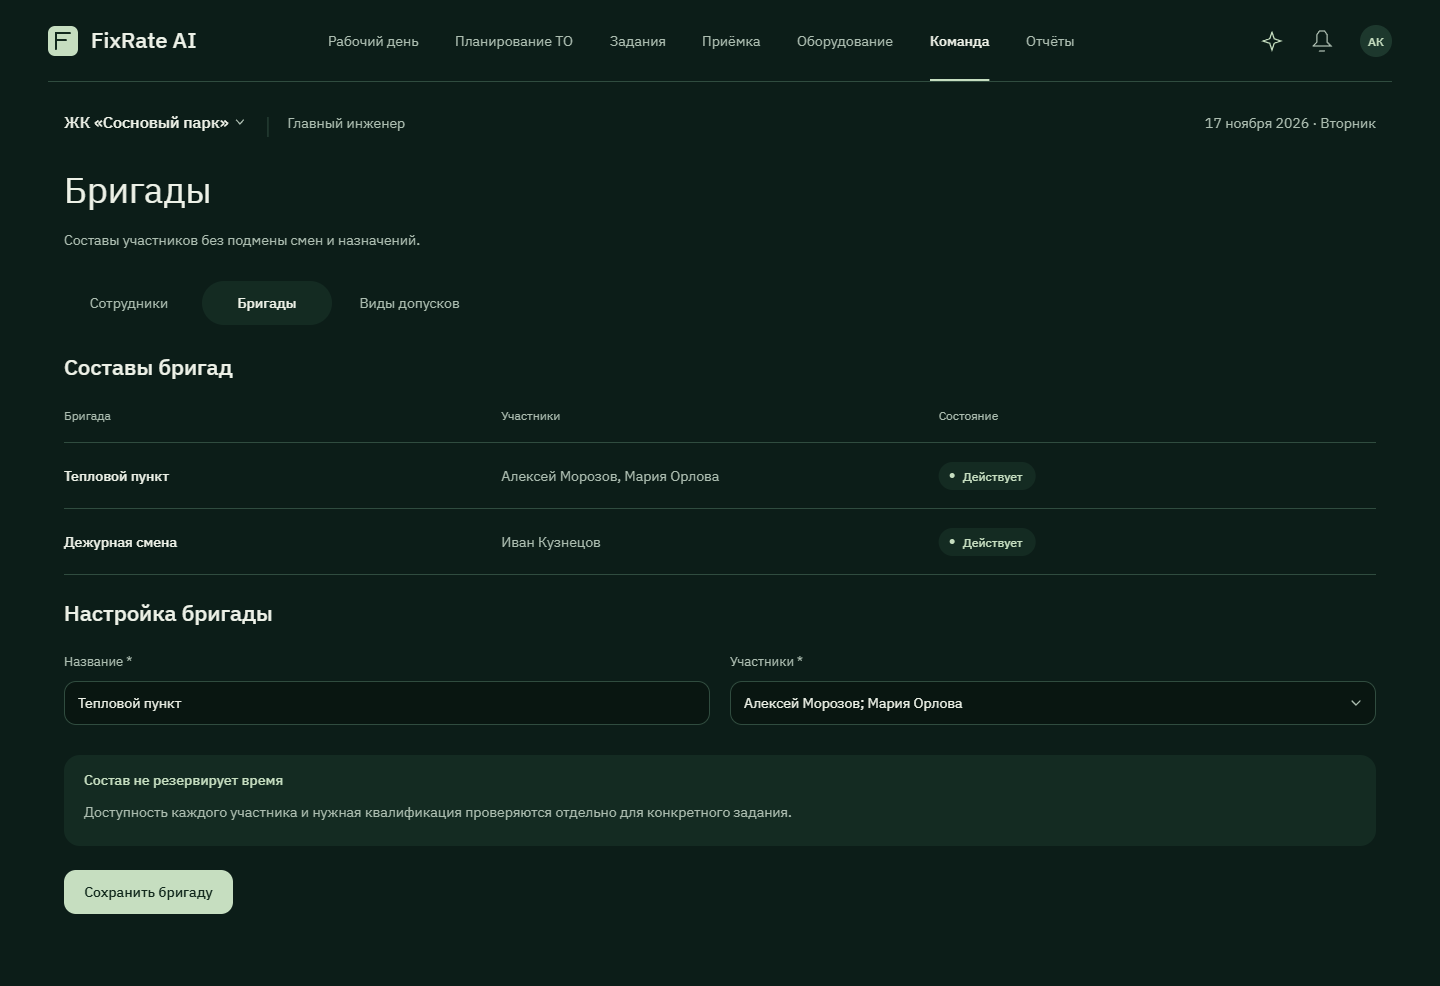 FixRate AI
Рабочий день
Планирование ТО
Задания
Приёмка
Оборудование
Команда
Отчёты
АК
ЖК «Сосновый парк»
Главный инженер
17 ноября 2026 · Вторник
Бригады
Составы участников без подмены смен и назначений.
Сотрудники
Бригады
Виды допусков
Составы бригад
Бригада
Участники
Состояние
Тепловой пункт
Алексей Морозов, Мария Орлова
Действует
Дежурная смена
Иван Кузнецов
Действует
Настройка бригады
Название *
Участники *
Тепловой пункт
Алексей Морозов; Мария Орлова
Состав не резервирует время
Доступность каждого участника и нужная квалификация проверяются отдельно для конкретного задания.
Сохранить бригаду